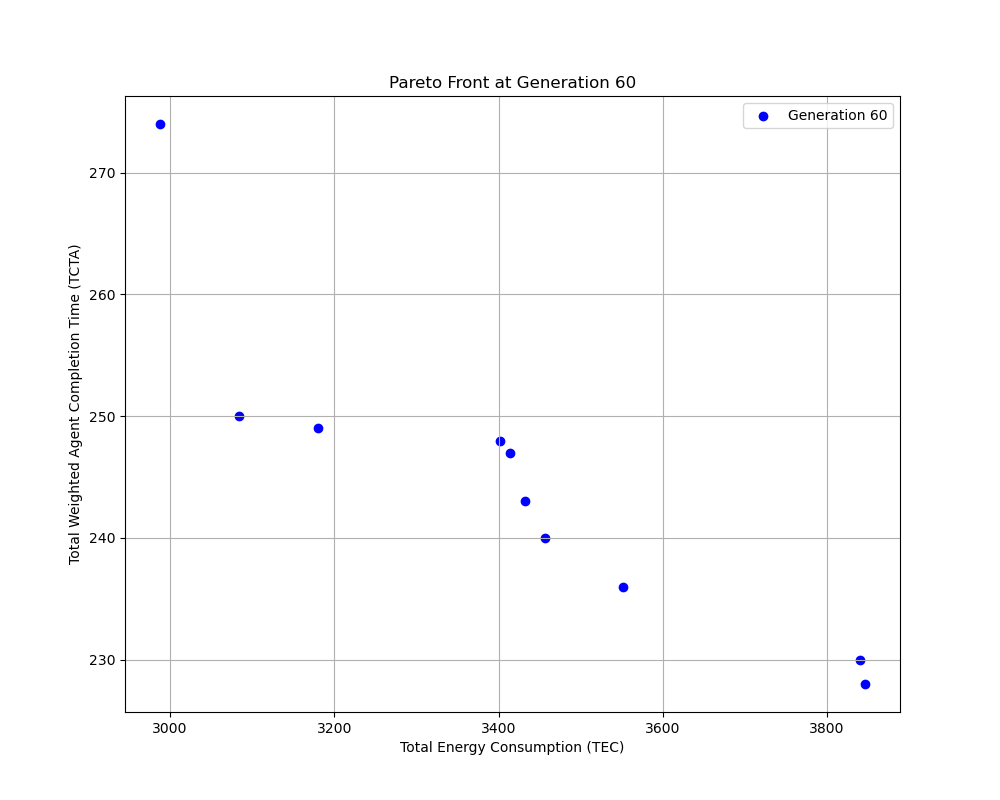 Pareto Front at Generation 60
Generation 60
270
260
250
240
230
Total Weighted Agent Completion Time (TCTA)
3000 3200 3400 3600 3800
Total Energy Consumption (TEC)